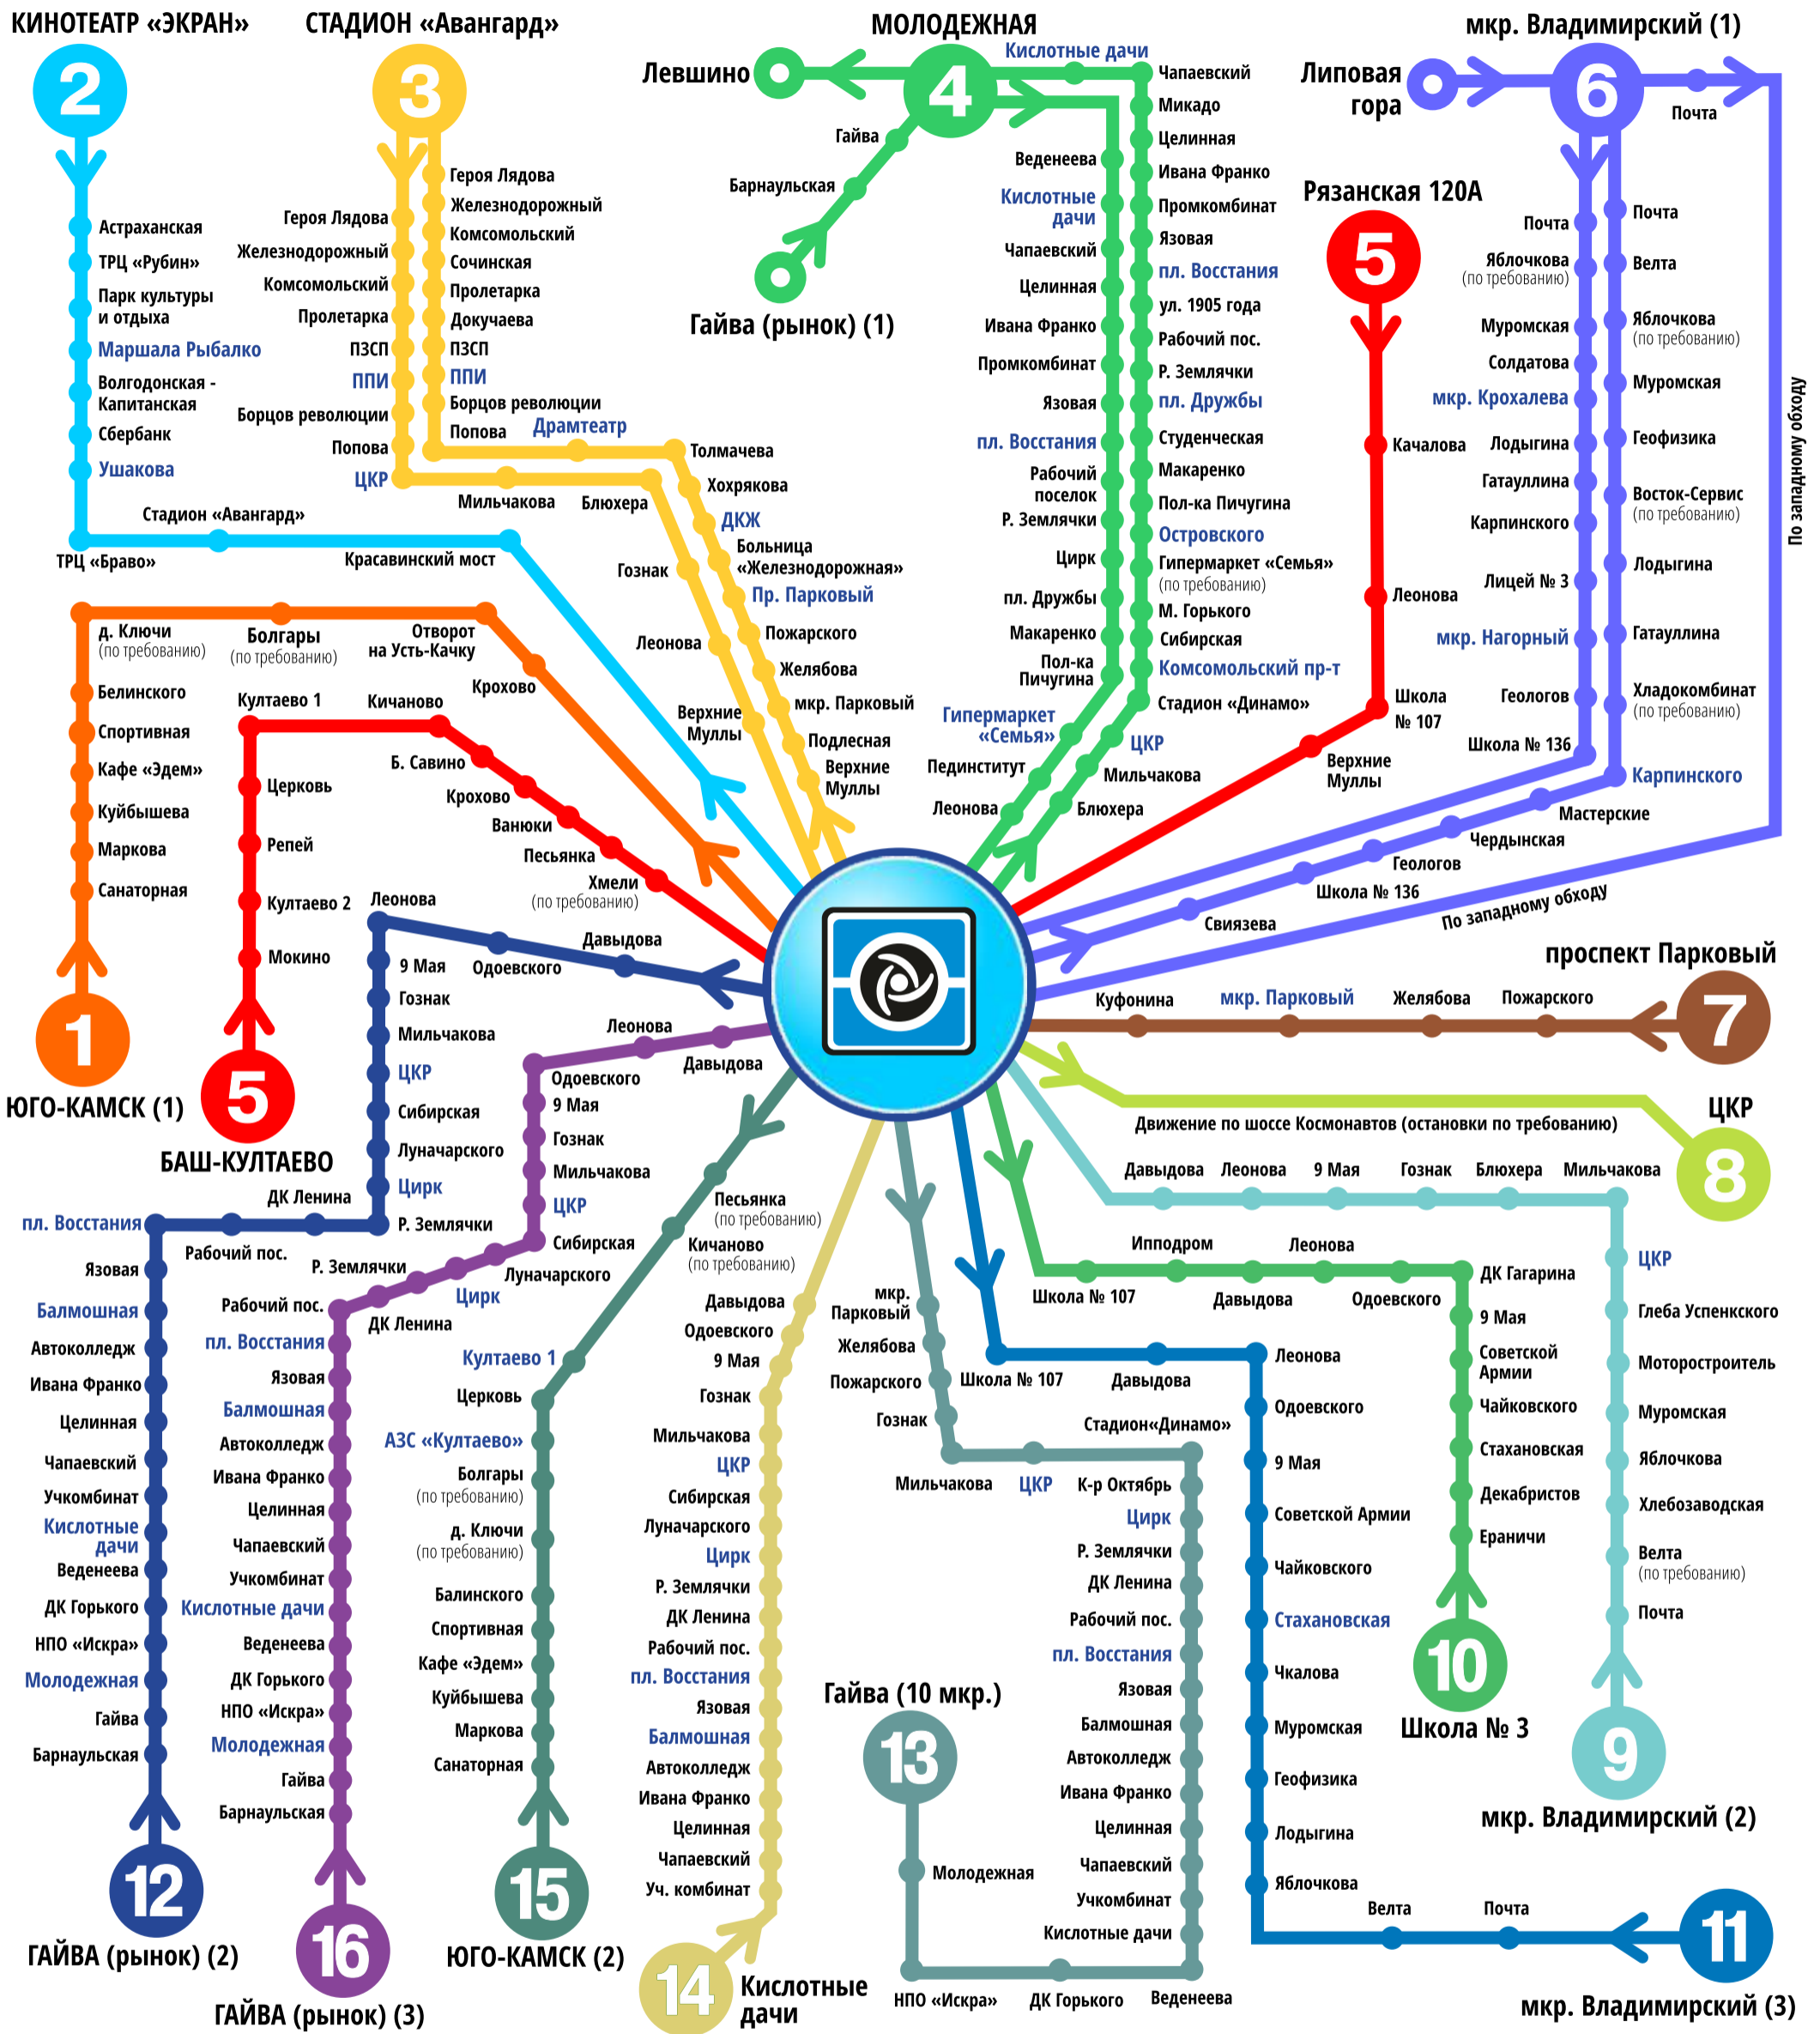 КИНОТЕАТР «ЭКРАН»
2
Астраханская
ТРЦ «Рубин»
Парк культуры
и отдыха
Маршала Рыбалко
Волгодонская -
Капитанская
Сбербанк
Ушакова
ТРЦ «Браво»
Стадион «Авангард»
Красавинский мост
СТАДИОН «Авангард»
3
Героя Лядова
Железнодорожный
Комсомольский
Пролетарка
ПЗСП
ППИ
Борцов революции
Попова
ЦКР
Мильчакова
Блюхера
Гознак
Леонова
Верхние
Муллы
Героя Лядова
Железнодорожный
Комсомольский
Сочинская
Пролетарка
Докучаева
ПЗСП
ППИ
Борцов революции
Попова
Драмтеатр
Толмачева
Хохрякова
ДКЖ
Больница
«Железнодорожная»
Пр. Парковый
Пожарского
Желябова
мкр. Парковый
Подлесная
Верхние
Муллы
МОЛОДЕЖНАЯ
4
Левшино
Гайва
Барнаульская
Гайва (рынок) (1)
Веденеева
Кислотные
дачи
Чапаевский
Целинная
Ивана Франко
Промкомбинат
Язовая
пл. Восстания
Рабочий
поселок
Р. Землячки
Цирк
пл. Дружбы
Макаренко
Пол-ка
Пичугина
Гипермаркет
«Семья»
Пединститут
Леонова
Кислотные дачи
Чапаевский
Микадо
Целинная
Ивана Франко
Промкомбинат
Язовая
пл. Восстания
ул. 1905 года
Рабочий пос.
Р. Землячки
пл. Дружбы
Студенческая
Макаренко
Пол-ка Пичугина
Островского
Гипермаркет «Семья»
(по требованию)
М. Горького
Сибирская
Комсомольский пр-т
Стадион «Динамо»
ЦКР
Мильчакова
Блюхера
Рязанская 120А
5
Качалова
Леонова
Школа
№ 107
Верхние
Муллы
мкр. Владимирский (1)
Липовая
гора
6
Почта
По западному обходу
По западному обходу
Почта
Яблочкова
(по требованию)
Муромская
Солдатова
мкр. Крохалева
Лодыгина
Гатауллина
Карпинского
Лицей № 3
мкр. Нагорный
Геологов
Школа № 136
Почта
Велта
Яблочкова
(по требованию)
Муромская
Геофизика
Восток-Сервис
(по требованию)
Лодыгина
Гатауллина
Хладокомбинат
(по требованию)
Карпинского
Мастерские
Чердынская
Геологов
Школа № 136
Свиязева
проспект Парковый
7
Куфонина
мкр. Парковый
Желябова
Пожарского
ЦКР
8
Движение по шоссе Космонавтов (остановки по требованию)
Давыдова
Леонова
9 Мая
Гознак
Блюхера
Мильчакова
ЦКР
Глеба Успенкского
Моторостроитель
Муромская
Яблочкова
Хлебозаводская
Велта
(по требованию)
Почта
9
мкр. Владимирский (2)
Школа № 107
Ипподром
Давыдова
Леонова
Одоевского
ДК Гагарина
9 Мая
Советской
Армии
Чайковского
Стахановская
Декабристов
Ераничи
10
Школа № 3
Школа № 107
Давыдова
Леонова
Одоевского
9 Мая
Советской Армии
Чайковского
Стахановская
Чкалова
Муромская
Геофизика
Лодыгина
Яблочкова
Велта
Почта
11
мкр. Владимирский (3)
д. Ключи
(по требованию)
Болгары
(по требованию)
Отворот
на Усть-Качку
Крохово
Белинского
Спортивная
Кафе «Эдем»
Куйбышева
Маркова
Санаторная
1
ЮГО-КАМСК (1)
Култаево 1
Кичаново
Б. Савино
Крохово
Ванюки
Песьянка
Хмели
(по требованию)
Церковь
Репей
Култаево 2
Мокино
5
БАШ-КУЛТАЕВО
Леонова
Давыдова
Одоевского
9 Мая
Гознак
Мильчакова
ЦКР
Сибирская
Луначарского
Цирк
Р. Землячки
ДК Ленина
Рабочий пос.
пл. Восстания
Язовая
Балмошная
Автоколледж
Ивана Франко
Целинная
Чапаевский
Учкомбинат
Кислотные
дачи
Веденеева
ДК Горького
НПО «Искра»
Молодежная
Гайва
Барнаульская
12
ГАЙВА (рынок) (2)
Леонова
Давыдова
Одоевского
9 Мая
Гознак
Мильчакова
ЦКР
Сибирская
Луначарского
Цирк
Р. Землячки
ДК Ленина
Рабочий пос.
пл. Восстания
Язовая
Балмошная
Автоколледж
Ивана Франко
Целинная
Чапаевский
Учкомбинат
Кислотные дачи
Веденеева
ДК Горького
НПО «Искра»
Молодежная
Гайва
Барнаульская
16
ГАЙВА (рынок) (3)
Песьянка
(по требованию)
Кичаново
(по требованию)
Култаево 1
Церковь
АЗС «Култаево»
Болгары
(по требованию)
д. Ключи
(по требованию)
Балинского
Спортивная
Кафе «Эдем»
Куйбышева
Маркова
Санаторная
15
ЮГО-КАМСК (2)
Давыдова
Одоевского
9 Мая
Гознак
Мильчакова
ЦКР
Сибирская
Луначарского
Цирк
Р. Землячки
ДК Ленина
Рабочий пос.
пл. Восстания
Язовая
Балмошная
Автоколледж
Ивана Франко
Целинная
Чапаевский
Уч. комбинат
14
Кислотные
дачи
мкр.
Парковый
Желябова
Пожарского
Гознак
Мильчакова
ЦКР
Стадион«Динамо»
К-р Октябрь
Цирк
Р. Землячки
ДК Ленина
Рабочий пос.
пл. Восстания
Язовая
Балмошная
Автоколледж
Ивана Франко
Целинная
Чапаевский
Учкомбинат
Кислотные дачи
Веденеева
ДК Горького
НПО «Искра»
Молодежная
13
Гайва (10 мкр.)